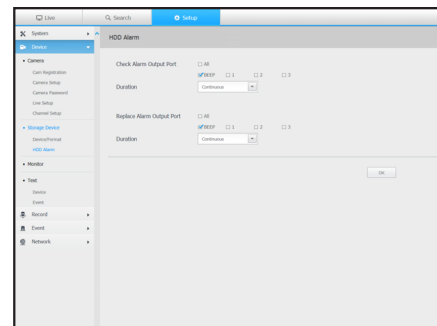 Live
Search
Setup
System
Device
Camera
Cam Registration
Camera Setup
Camera Password
Live Setup
Channel Setup
Storage Device
Device/Format
HDD Alarm
Monitor
Text
Device
Event
Record
Event
Network
HDD Alarm
Check Alarm Output Port
All
BEEP 1 2 3
Duration Continuous
Replace Alarm Output Port
All
BEEP 1 2 3
Duration Continuous
OK